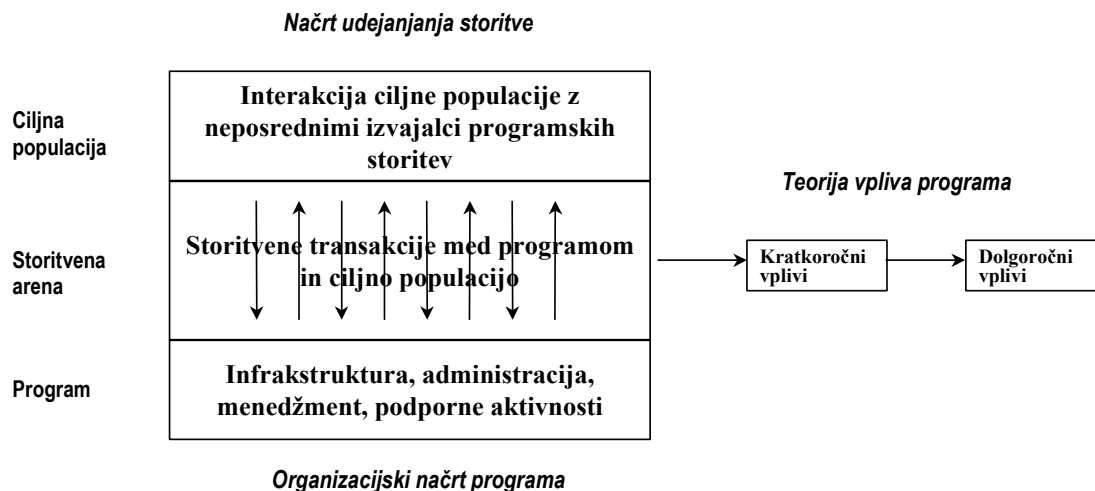 Načrt udejanjanja storitve
Ciljna
populacija
Interakcija ciljne populacije z
neposrednimi izvajalci programskih
storitev
Teorija vpliva programa
Storitvena
arena
Storitvene transakcije med programom
in ciljno populacijo
Kratkoročni
vplivi
Dolgoročni
vplivi
Program
Infrakstruktura, administracija,
menedžment, podporne aktivnosti
Organizacijski načrt programa